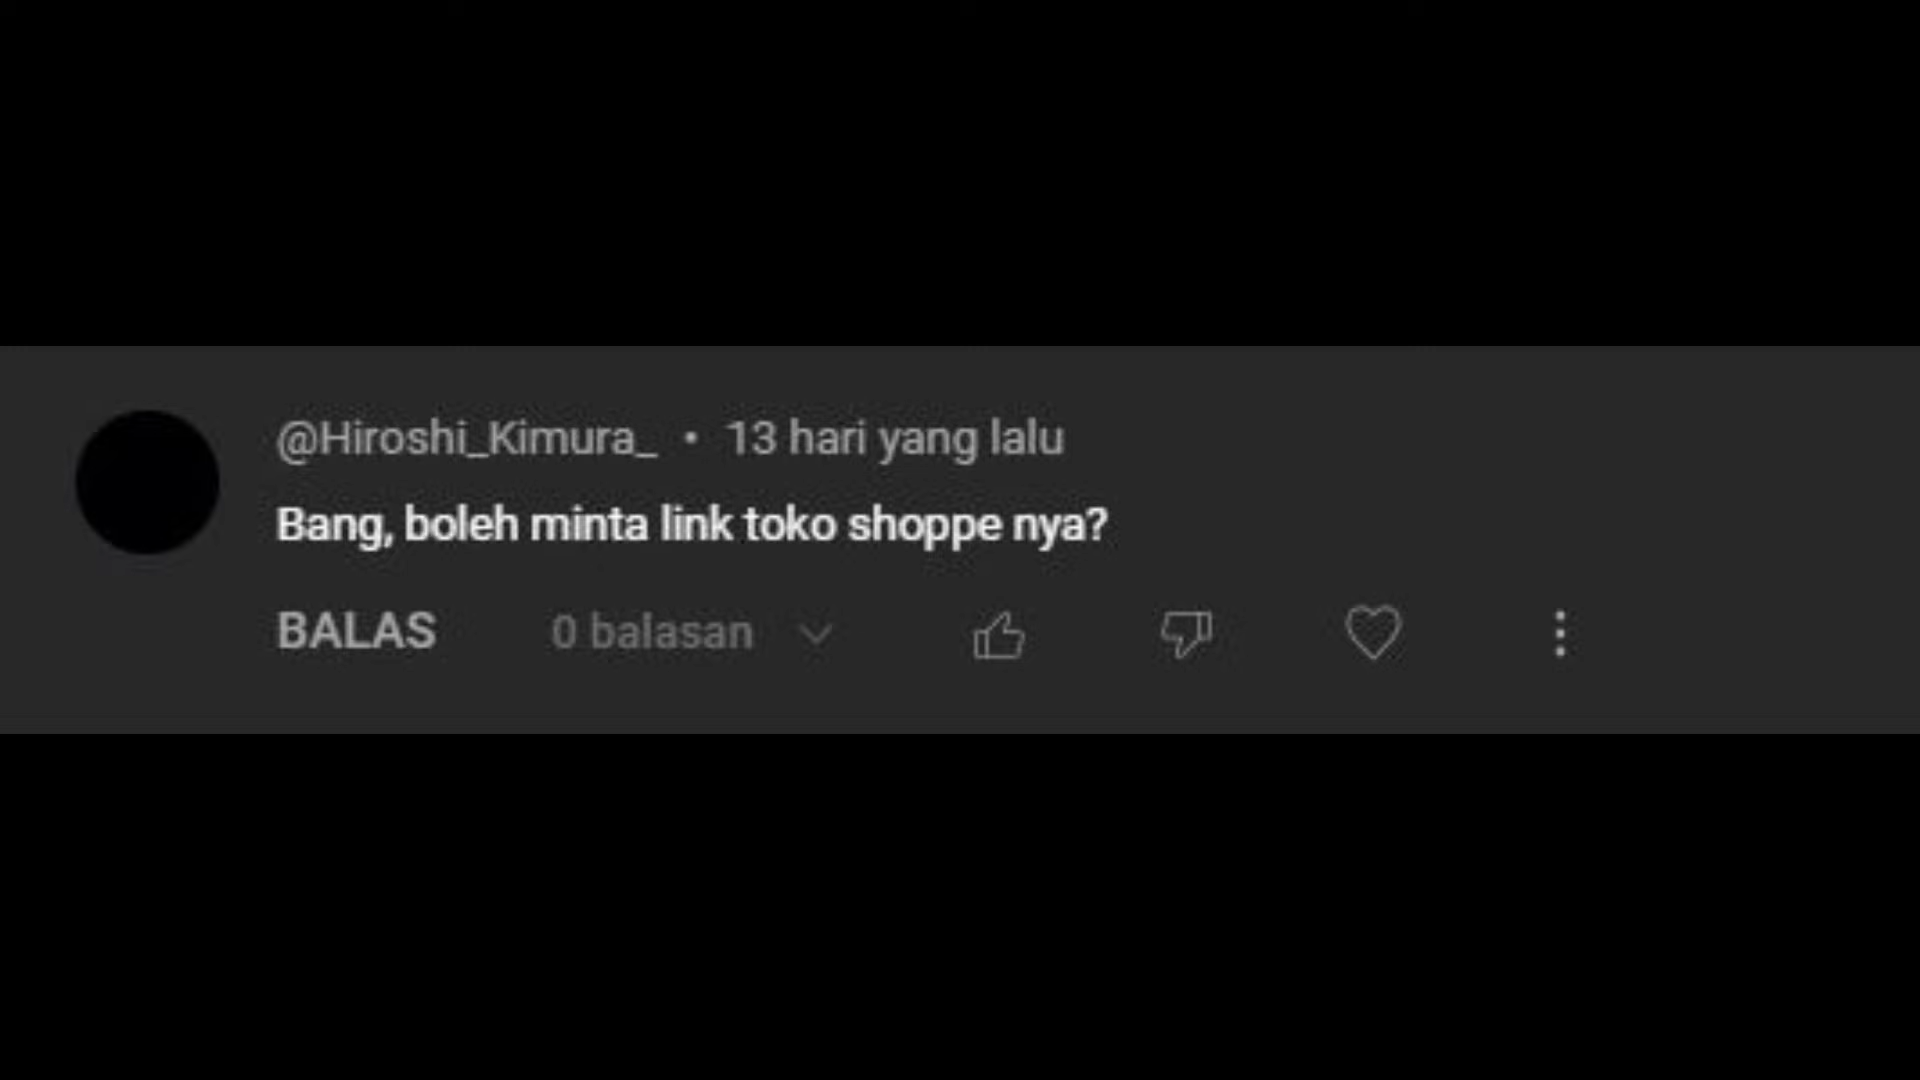 @Hiroshi_Kimura_ • 13 hari yang lalu
Bang, boleh minta link toko shoppe nya?
BALAS 0 balasan